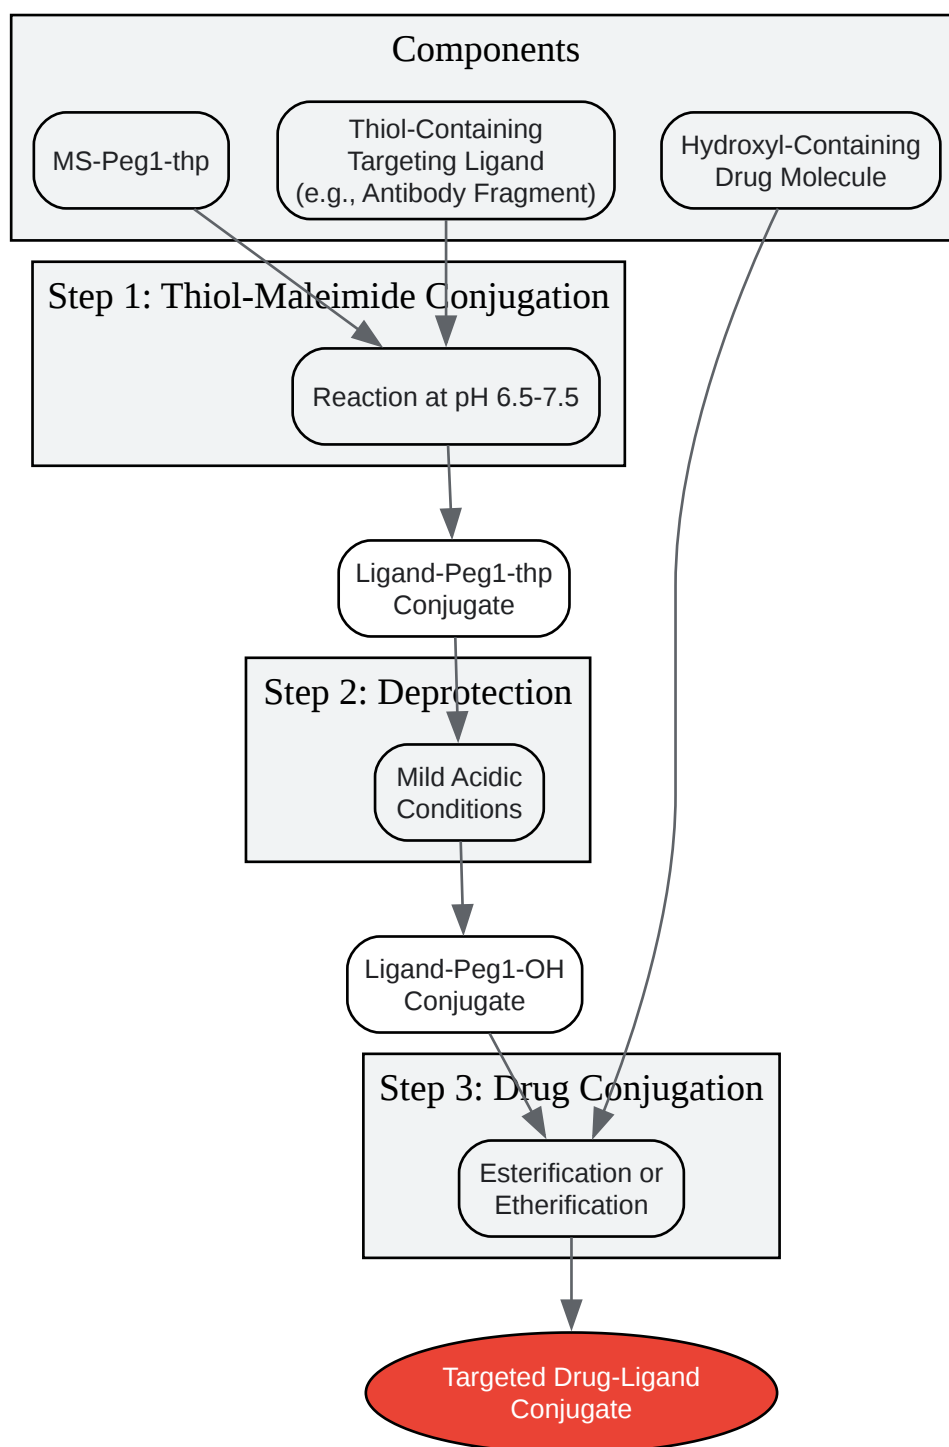 Components
MS-Peg1-thp
Thiol-Containing
Targeting Ligand
(e.g., Antibody Fragment)
Hydroxyl-Containing
Drug Molecule
Step 1: Thiol-Maleimide Conjugation
Reaction at pH 6.5-7.5
Ligand-Peg1-thp
Conjugate
Step 2: Deprotection
Mild Acidic
Conditions
Ligand-Peg1-OH
Conjugate
Step 3: Drug Conjugation
Esterification or
Etherification
Targeted Drug-Ligand
Conjugate